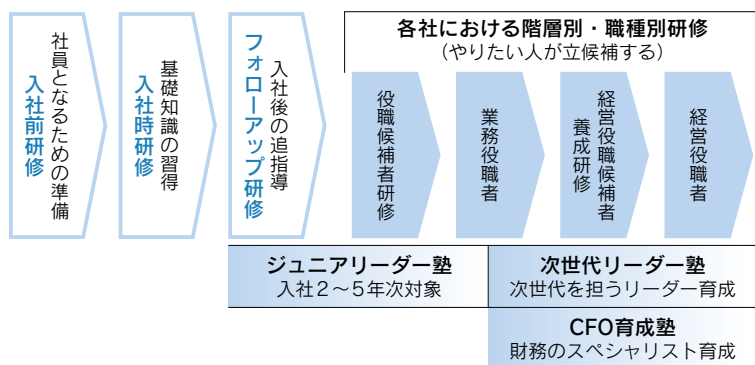 社員となるための準備
入社前研修
基礎知識の習得
入社時研修
入社後の追指導
フォローアップ研修
各社における階層別・職種別研修
(やりたい人が立候補する)
役職候補者研修
業務役職者
経営役職候補者
養成研修
経営役職者
ジュニアリーダー塾
入社2～5年次対象
次世代リーダー塾
次世代を担うリーダー育成
CFO育成塾
財務のスペシャリスト育成